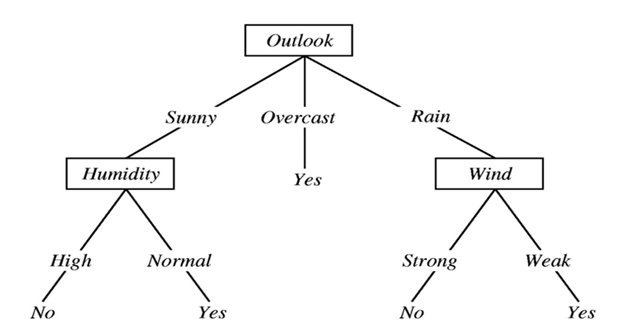 Outlook
Sunny Overcast Rain
Humidity Yes Wind
High Normal Strong Weak
No Yes No Yes